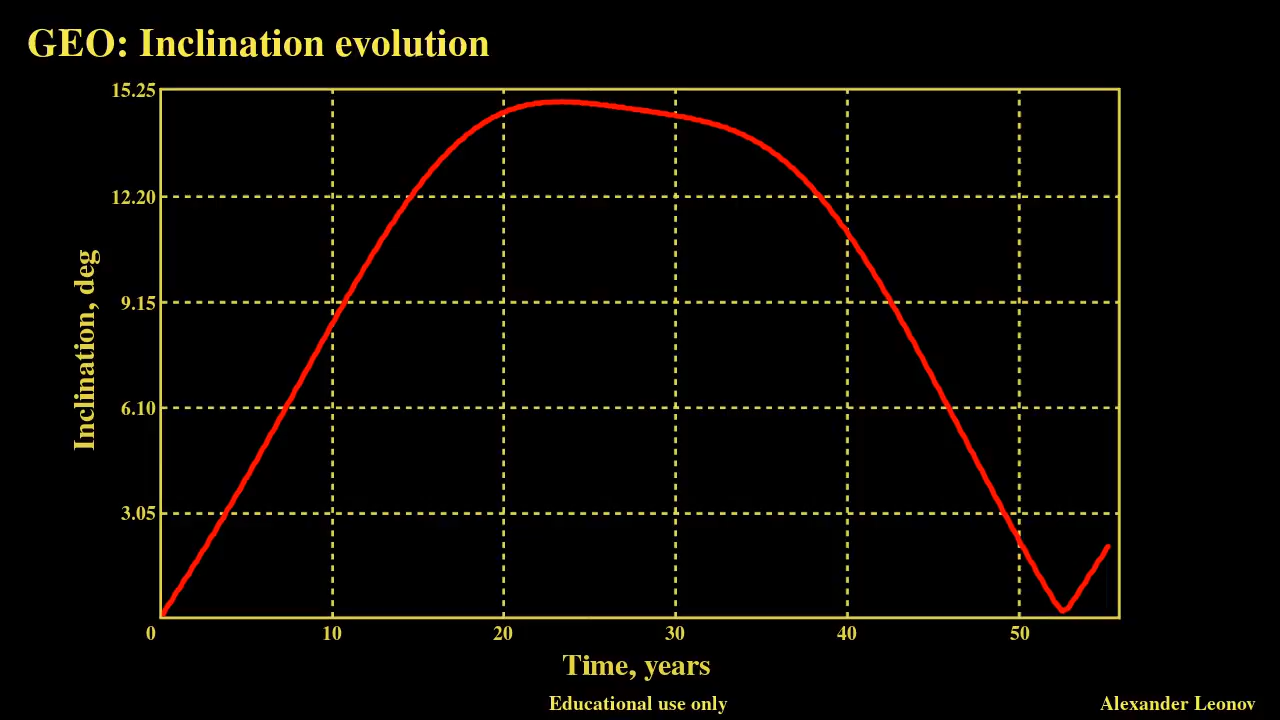 GEO: Inclination evolution
15.25
12.20
9.15
6.10
3.05
Inclination, deg
0 10 20 30 40 50
Time, years
Educational use only
Alexander Leonov